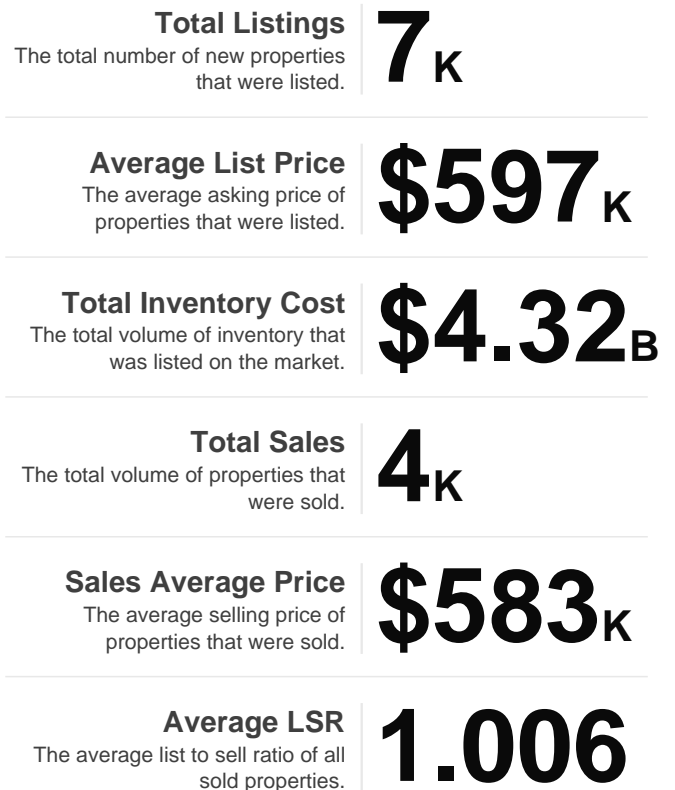 Total Listings
The total number of new properties
that were listed.
7K
Average List Price
The average asking price of
properties that were listed.
$597K
Total Inventory Cost
The total volume of inventory that
was listed on the market.
$4.32B
Total Sales
The total volume of properties that
were sold.
4K
Sales Average Price
The average selling price of
properties that were sold.
$583K
Average LSR
The average list to sell ratio of all
sold properties.
1.006